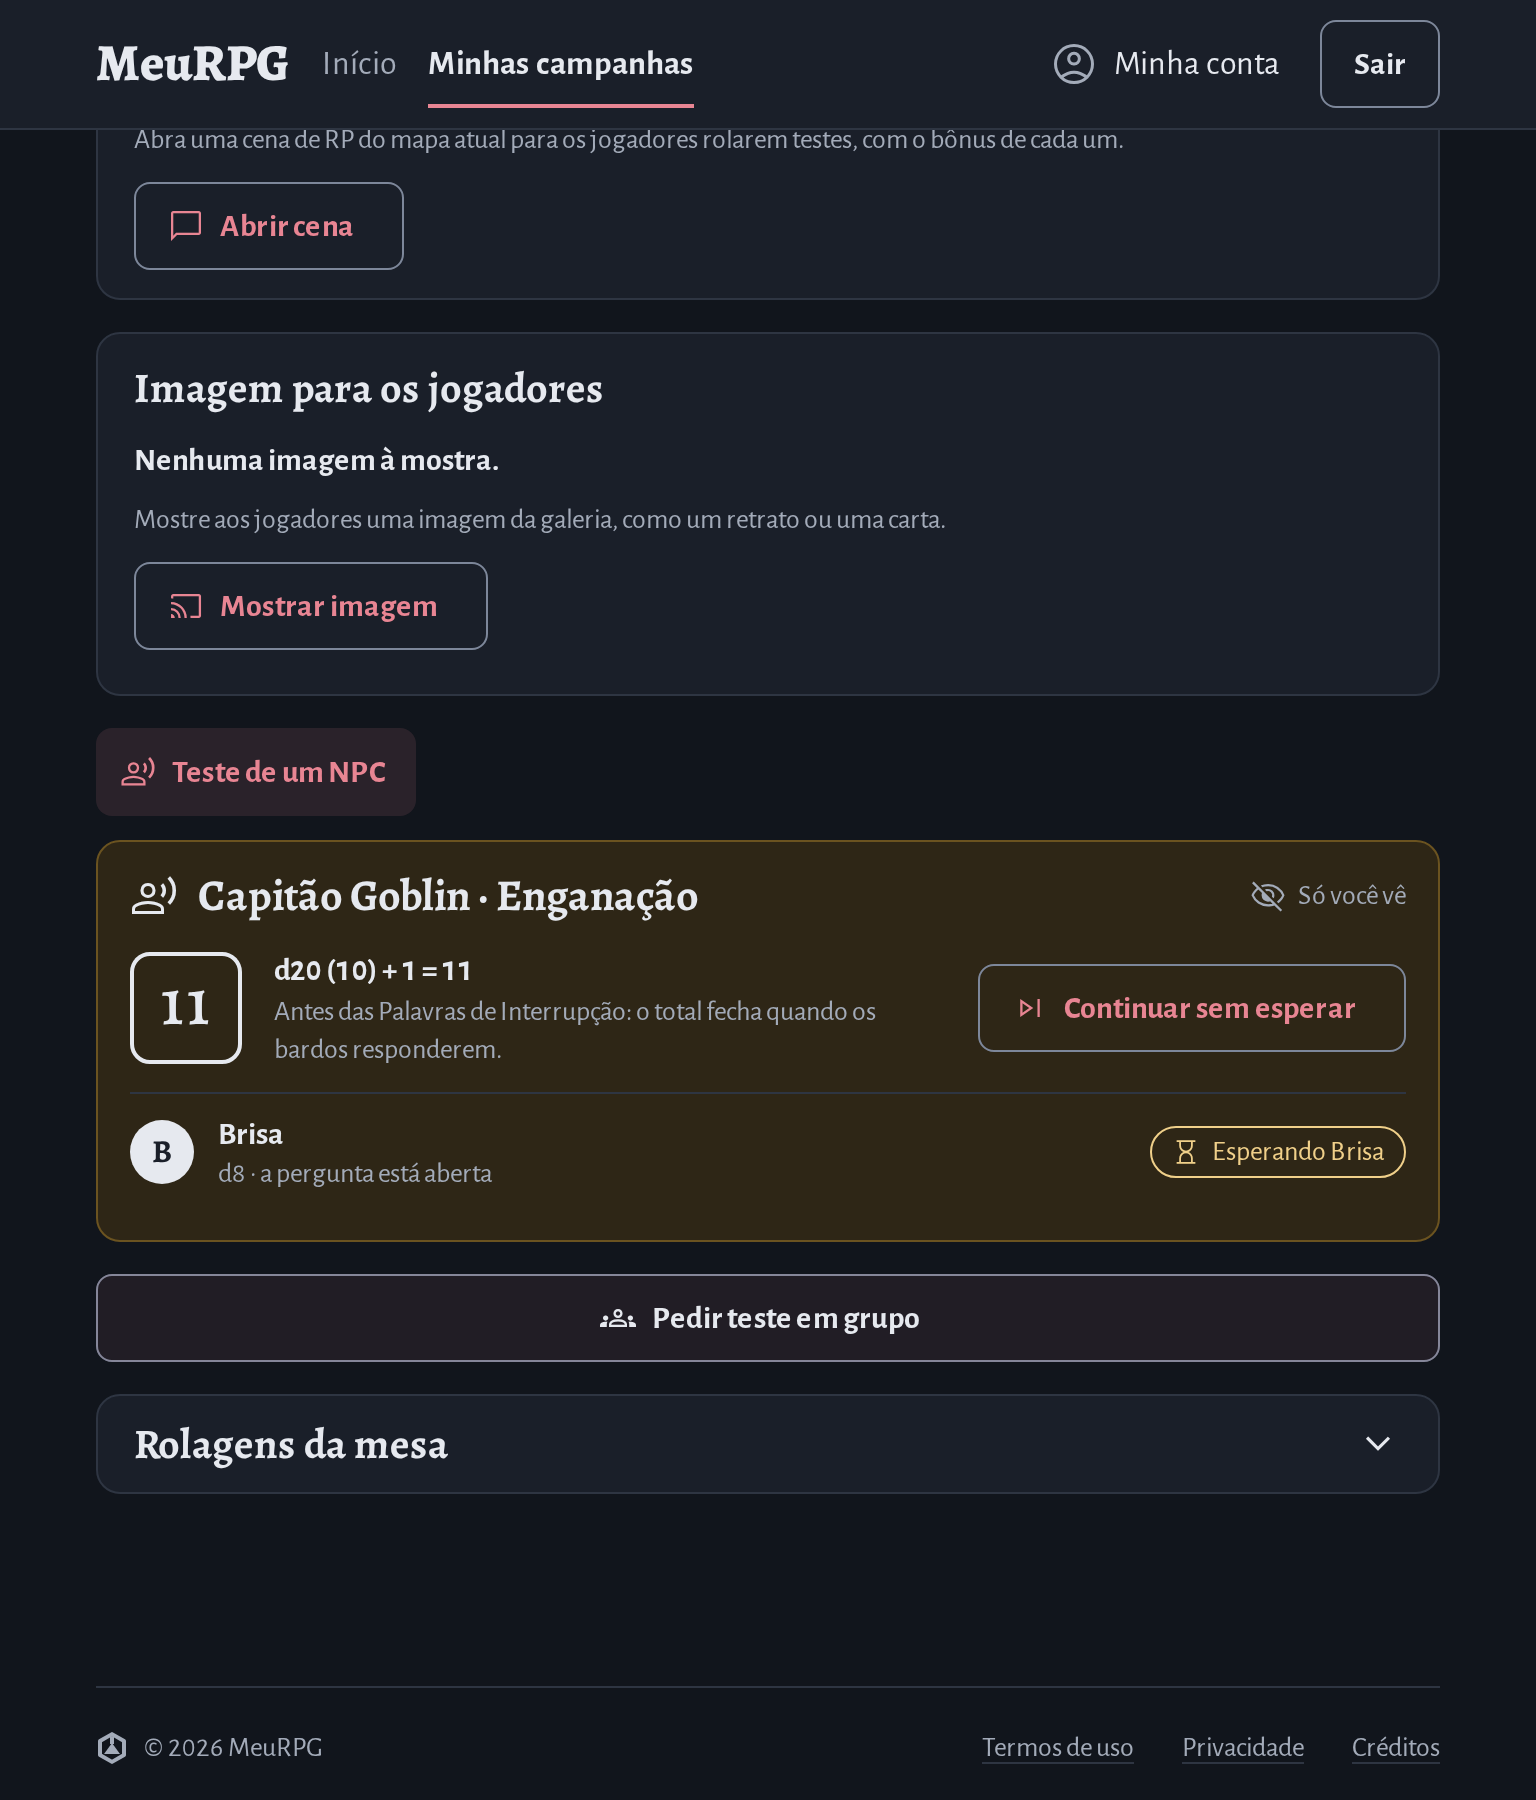 MeuRPG Início Minhas campanhas Minha conta Sair
Abra uma cena de RP do mapa atual para os jogadores rolarem testes, com o bônus de cada um.
Abrir cena
Imagem para os jogadores
Nenhuma imagem à mostra.
Mostre aos jogadores uma imagem da galeria, como um retrato ou uma carta.
Mostrar imagem
Teste de um NPC
Capitão Goblin · Enganação Só você vê
11
d20 (10) + 1 = 11
Antes das Palavras de Interrupção: o total fecha quando os
bardos responderem.
Continuar sem esperar
B
Brisa
d8 · a pergunta está aberta
Esperando Brisa
Pedir teste em grupo
Rolagens da mesa
© 2026 MeuRPG Termos de uso Privacidade Créditos